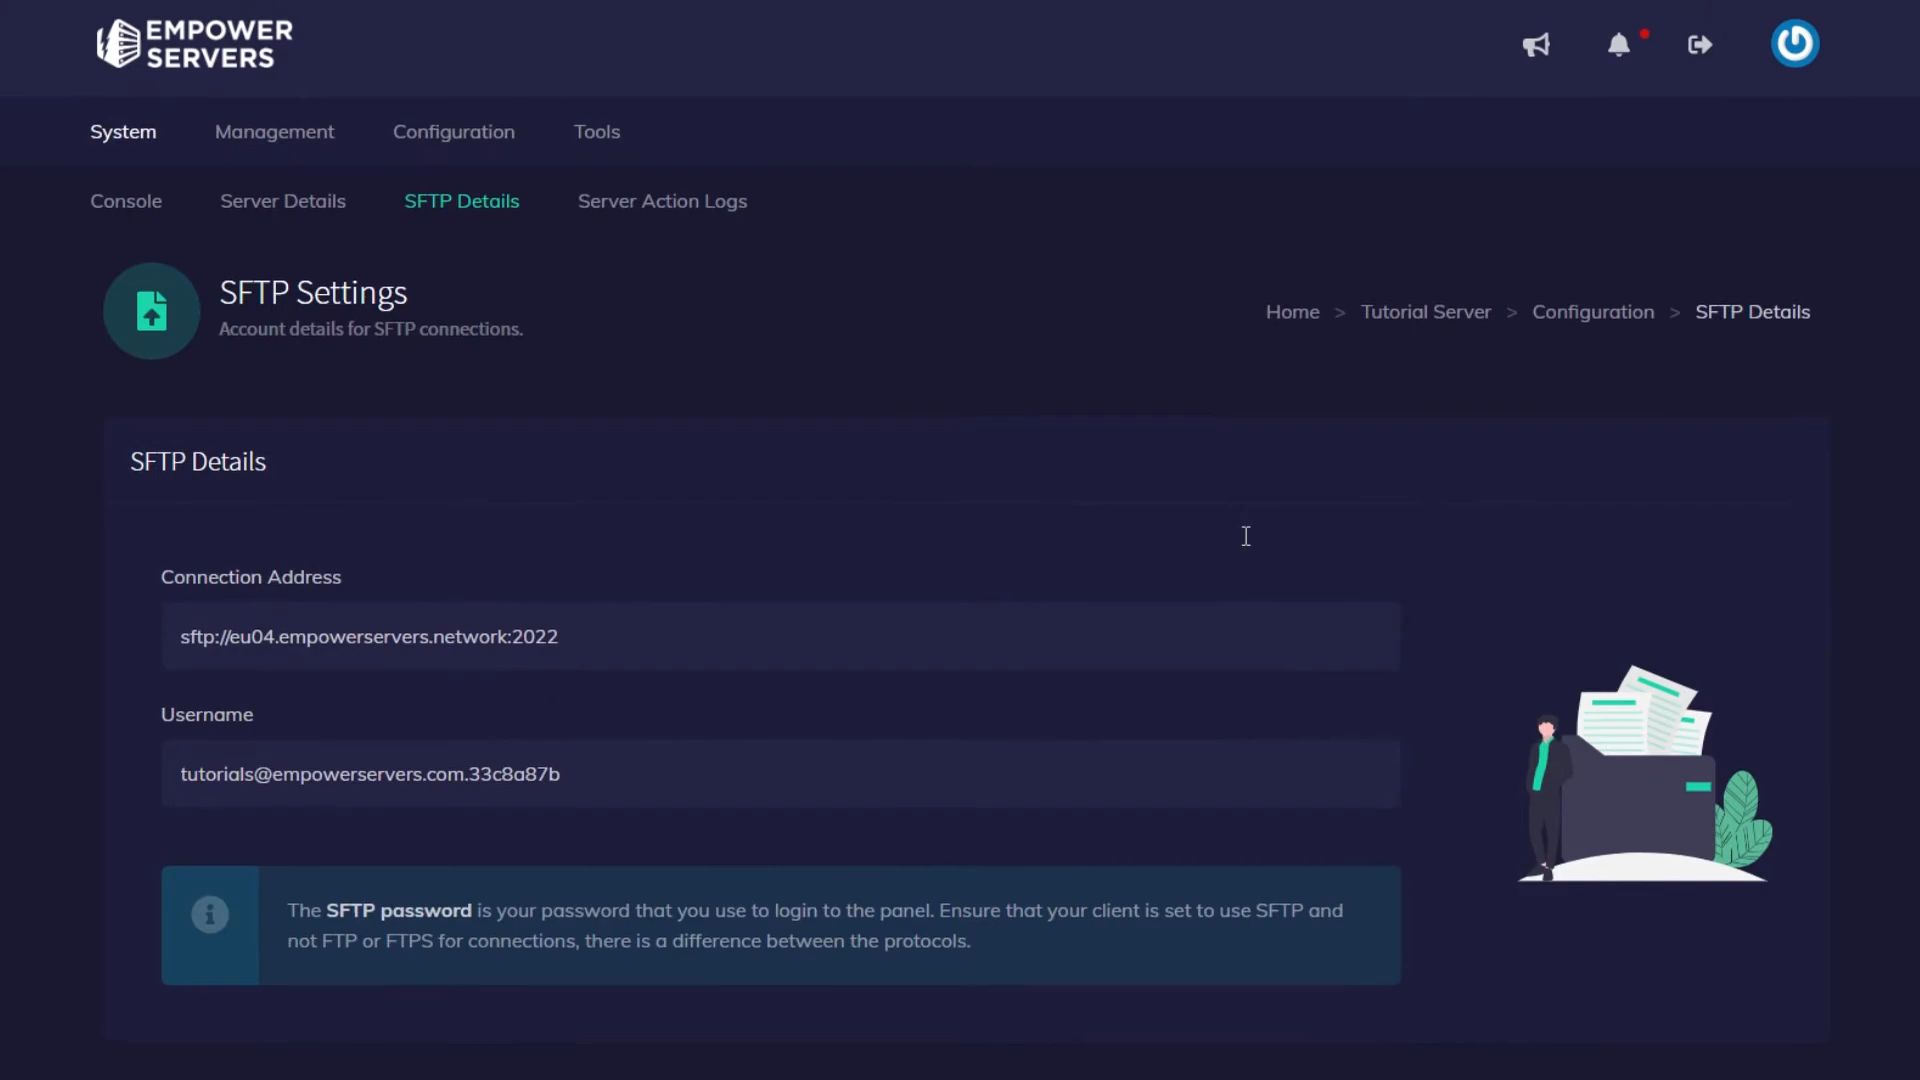 EMPOWER
SERVERS
System Management Configuration Tools
Console Server Details SFTP Details Server Action Logs
SFTP Settings
Account details for SFTP connections.
Home > Tutorial Server > Configuration > SFTP Details
SFTP Details
Connection Address
sftp://eu04.empowerservers.network:2022
Username
tutorials@empowerservers.com.33c8a87b
The SFTP password is your password that you use to login to the panel. Ensure that your client is set to use SFTP and
not FTP or FTPS for connections, there is a difference between the protocols.